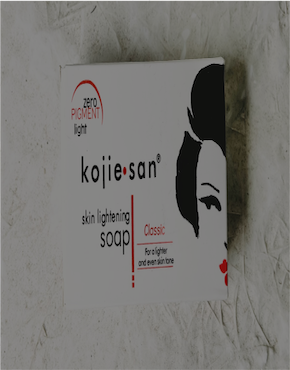 zero
PIGMENT
light
kojie•san®
skin lightening
soap
Classic
For a lighter
and even skin tone